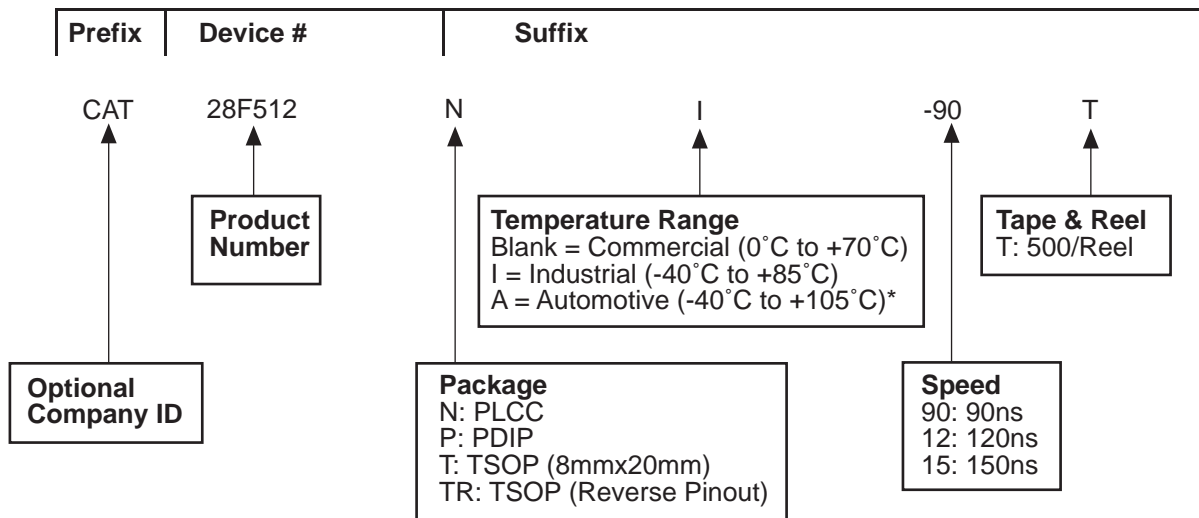 Prefix Device # Suffix
CAT 28F512 N I -90 T
Product
Number
Temperature Range
Blank = Commercial (0˚C to +70˚C)
I = Industrial (-40˚C to +85˚C)
A = Automotive (-40˚C to +105˚C)*
Tape & Reel
T: 500/Reel
Optional
Company ID
Package
N: PLCC
P: PDIP
T: TSOP (8mmx20mm)
TR: TSOP (Reverse Pinout)
Speed
90: 90ns
12: 120ns
15: 150ns